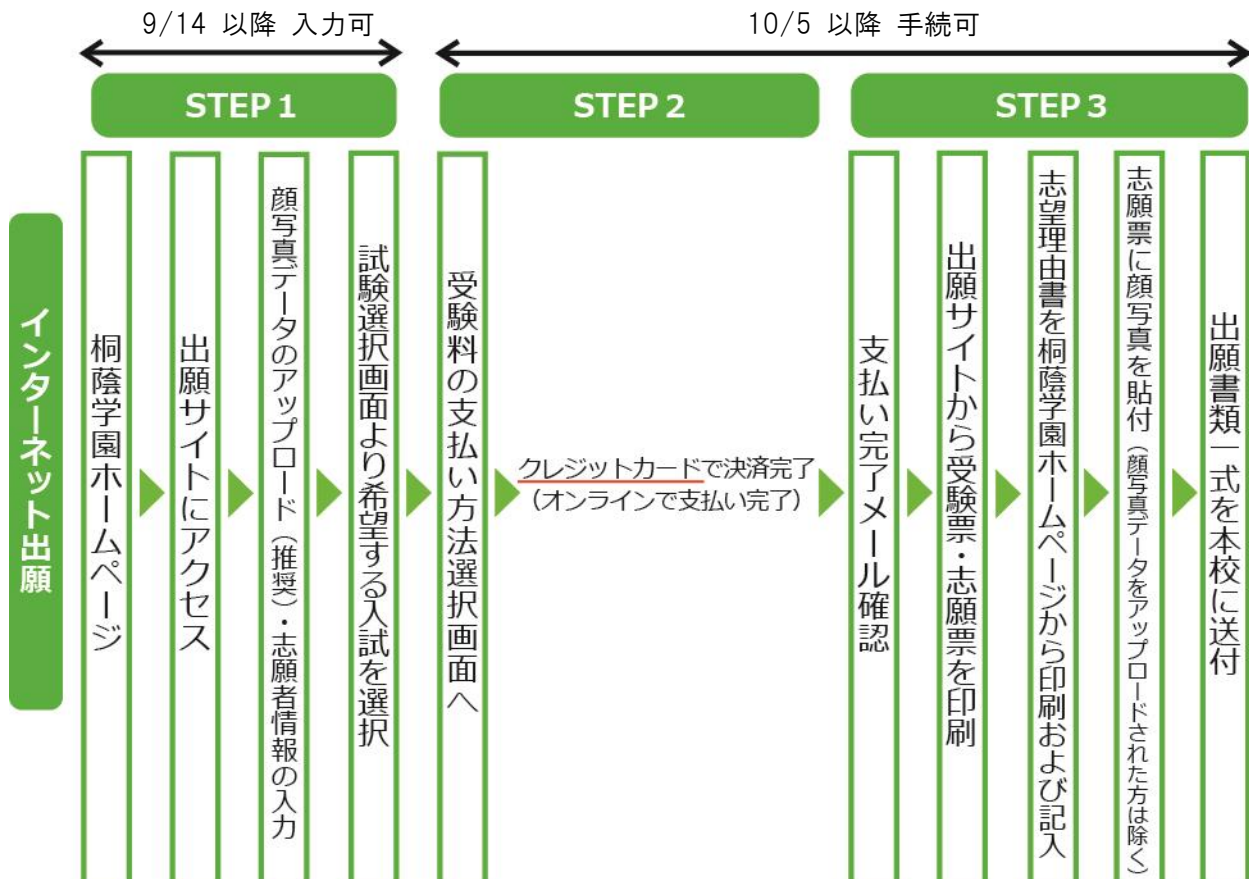 9/14 以降 入力可
10/5 以降 手続可
STEP 1
STEP 2
STEP 3
インターネット出願
桐蔭学園ホームページ
出願サイトにアクセス
顔写真データのアップロード（推奨）・志願者情報の入力
試験選択画面より希望する入試を選択
受験料の支払い方法選択画面へ
クレジットカードで決済完了
（オンラインで支払い完了）
支払い完了メール確認
出願サイトから受験票・志願票を印刷
志望理由書を桐蔭学園ホームページから印刷および記入
志願票に顔写真を貼付（顔写真データをアップロードされた方は除く）
出願書類一式を本校に送付